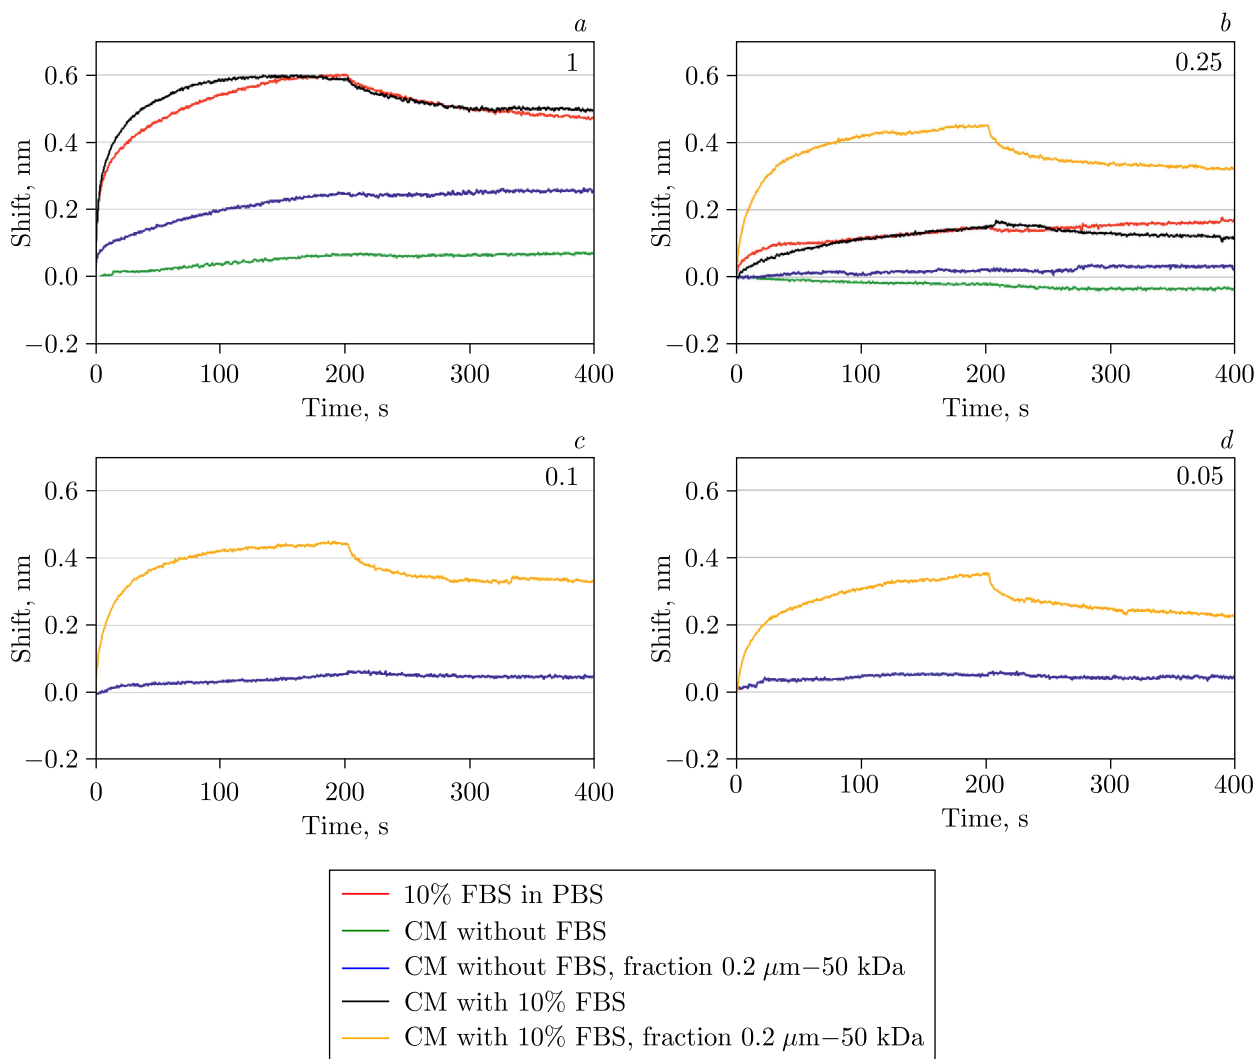 a
1
0.6
0.4
0.2
0.0
−0.2
Shift, nm
0 100 200 300 400
Time, s
b
0.25
0.6
0.4
0.2
0.0
−0.2
Shift, nm
0 100 200 300 400
Time, s
c
0.1
0.6
0.4
0.2
0.0
−0.2
Shift, nm
0 100 200 300 400
Time, s
d
0.05
0.6
0.4
0.2
0.0
−0.2
Shift, nm
0 100 200 300 400
Time, s
10% FBS in PBS
CM without FBS
CM without FBS, fraction 0.2 μm−50 kDa
CM with 10% FBS
CM with 10% FBS, fraction 0.2 μm−50 kDa